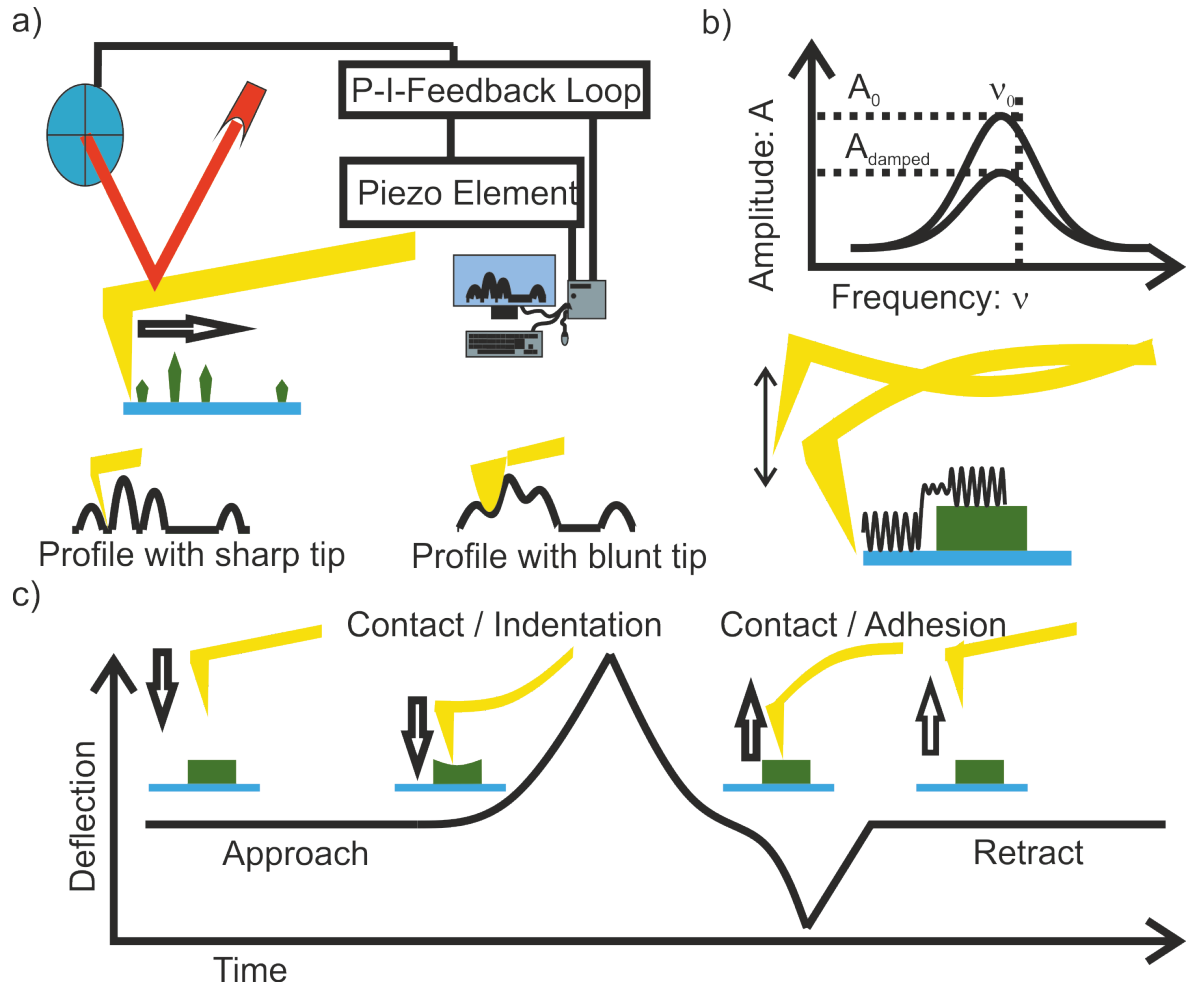 a)
P-I-Feedback Loop
Piezo Element
Profile with sharp tip
Profile with blunt tip
b)
Amplitude: A
A₀
ν₀
A_damped
Frequency: ν
c)
Contact / Indentation
Contact / Adhesion
Deflection
Approach
Retract
Time